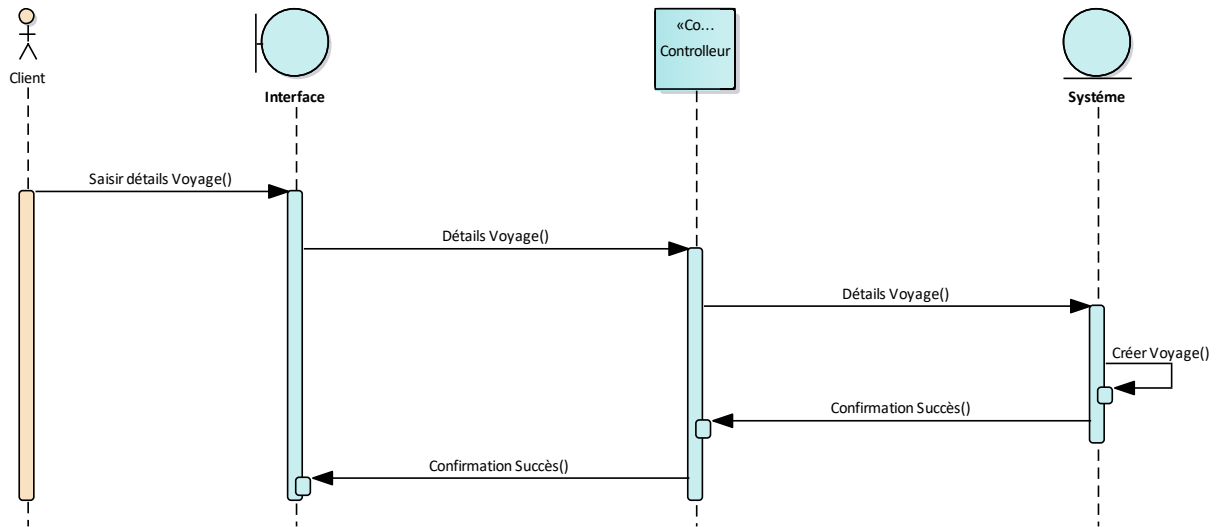 Client
Interface
«Co...
Controlleur
Systéme
Saisir détails Voyage()
Détails Voyage()
Détails Voyage()
Créer Voyage()
Confirmation Succès()
Confirmation Succès()